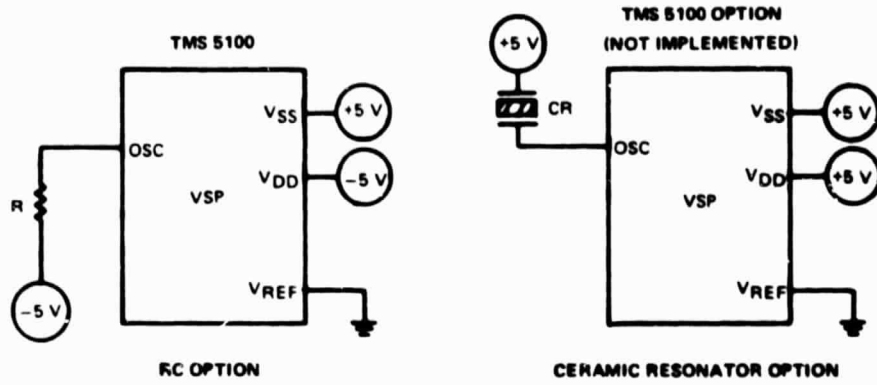 TMS 5100
OSC
VSS
+5 V
VDD
-5 V
VSP
R
-5 V
VREF
RC OPTION
TMS 5100 OPTION
(NOT IMPLEMENTED)
+5 V
CR
OSC
VSS
+5 V
VDD
+5 V
VSP
VREF
CERAMIC RESONATOR OPTION